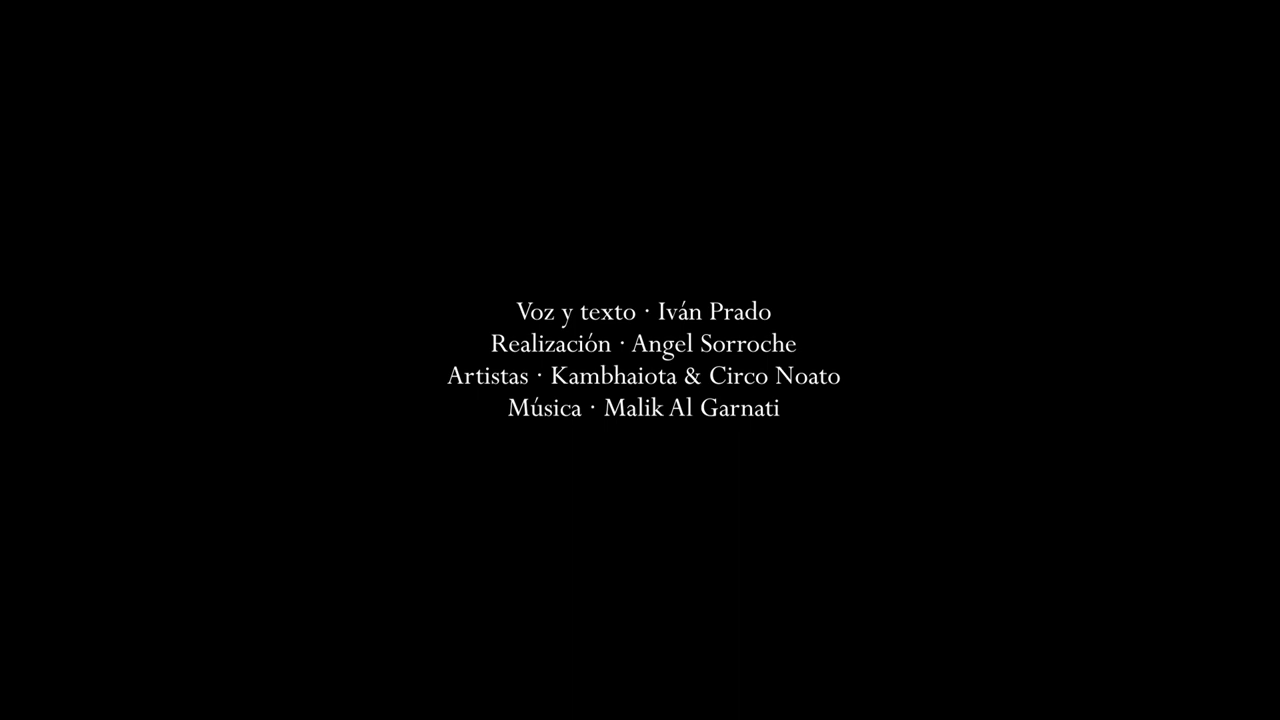 Voz y texto · Iván Prado
Realización · Angel Sorroche
Artistas · Kambhaiota & Circo Noato
Música · Malik Al Garnati